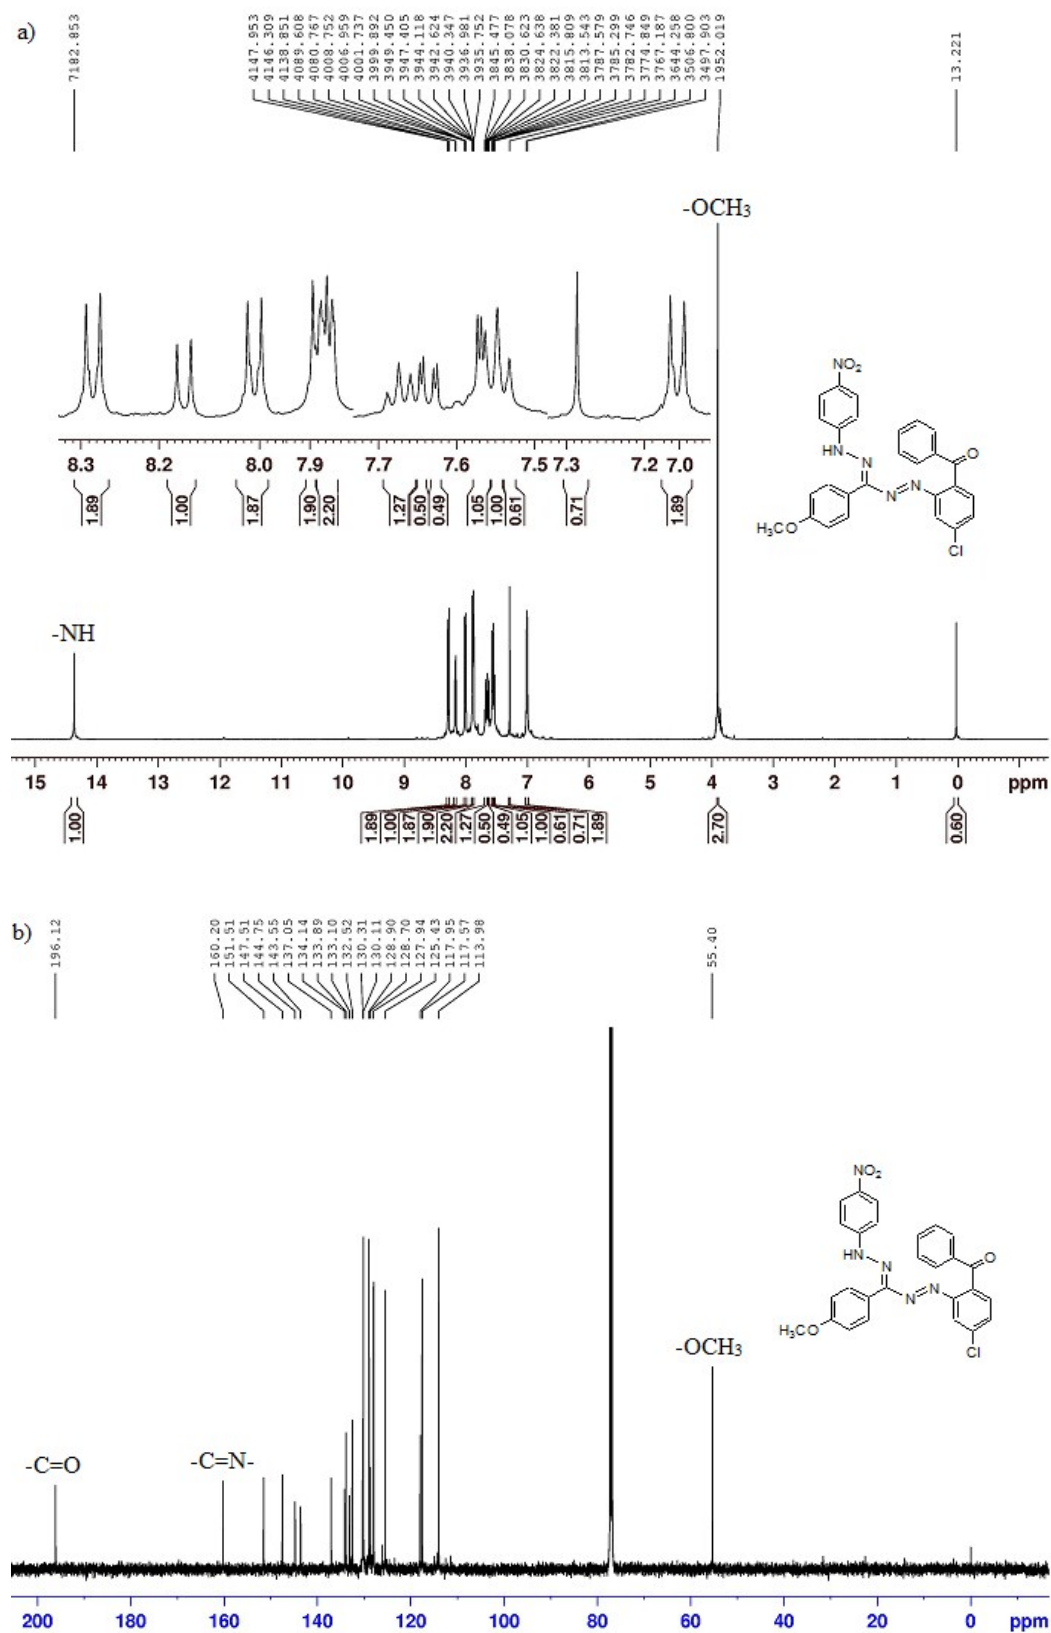 a)
7182.853
4147.953
4146.309
4138.851
4089.608
4080.767
4008.752
4006.959
4001.737
3999.892
3949.450
3947.405
3944.118
3942.624
3940.347
3936.981
3935.752
3845.477
3838.078
3830.623
3824.638
3822.381
3815.809
3813.543
3787.579
3785.299
3782.746
3774.849
3767.187
3644.258
3506.800
3497.903
1952.019
13.221
-OCH3
8.3 8.2 8.0 7.9 7.7 7.6 7.5 7.3 7.2 7.0
1.89 1.00 1.87 1.90 2.20 1.27 0.50 0.49 1.05 1.00 0.61 0.71 1.89
NO2
HN
N
O
N
N
H3CO
Cl
-NH
15 14 13 12 11 10 9 8 7 6 5 4 3 2 1 0 ppm
1.00 1.89 1.00 1.87 1.90 2.20 1.27 0.50 0.49 1.05 1.00 0.61 0.71 1.89 2.70 0.60
b)
196.12
160.20
151.51
147.51
144.75
143.55
137.05
134.14
133.89
133.10
132.52
130.31
130.11
128.90
128.70
127.94
125.43
117.95
117.57
113.98
55.40
NO2
HN
N
O
N
N
H3CO
Cl
-OCH3
-C=O
-C=N-
200 180 160 140 120 100 80 60 40 20 0 ppm